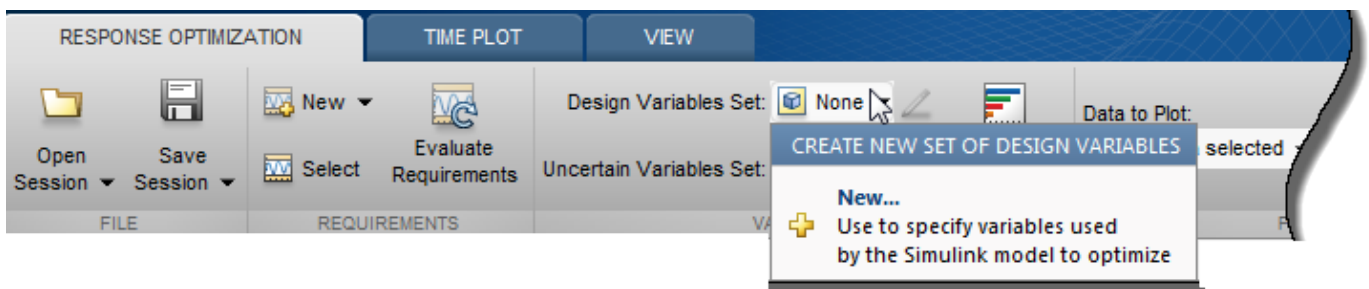 RESPONSE OPTIMIZATION
TIME PLOT
VIEW
Open
Session
Save
Session
New
Select
Evaluate
Requirements
Design Variables Set:
None
Uncertain Variables Set:
Data to Plot:
selected
CREATE NEW SET OF DESIGN VARIABLES
New...
Use to specify variables used
by the Simulink model to optimize
FILE
REQUIREMENTS